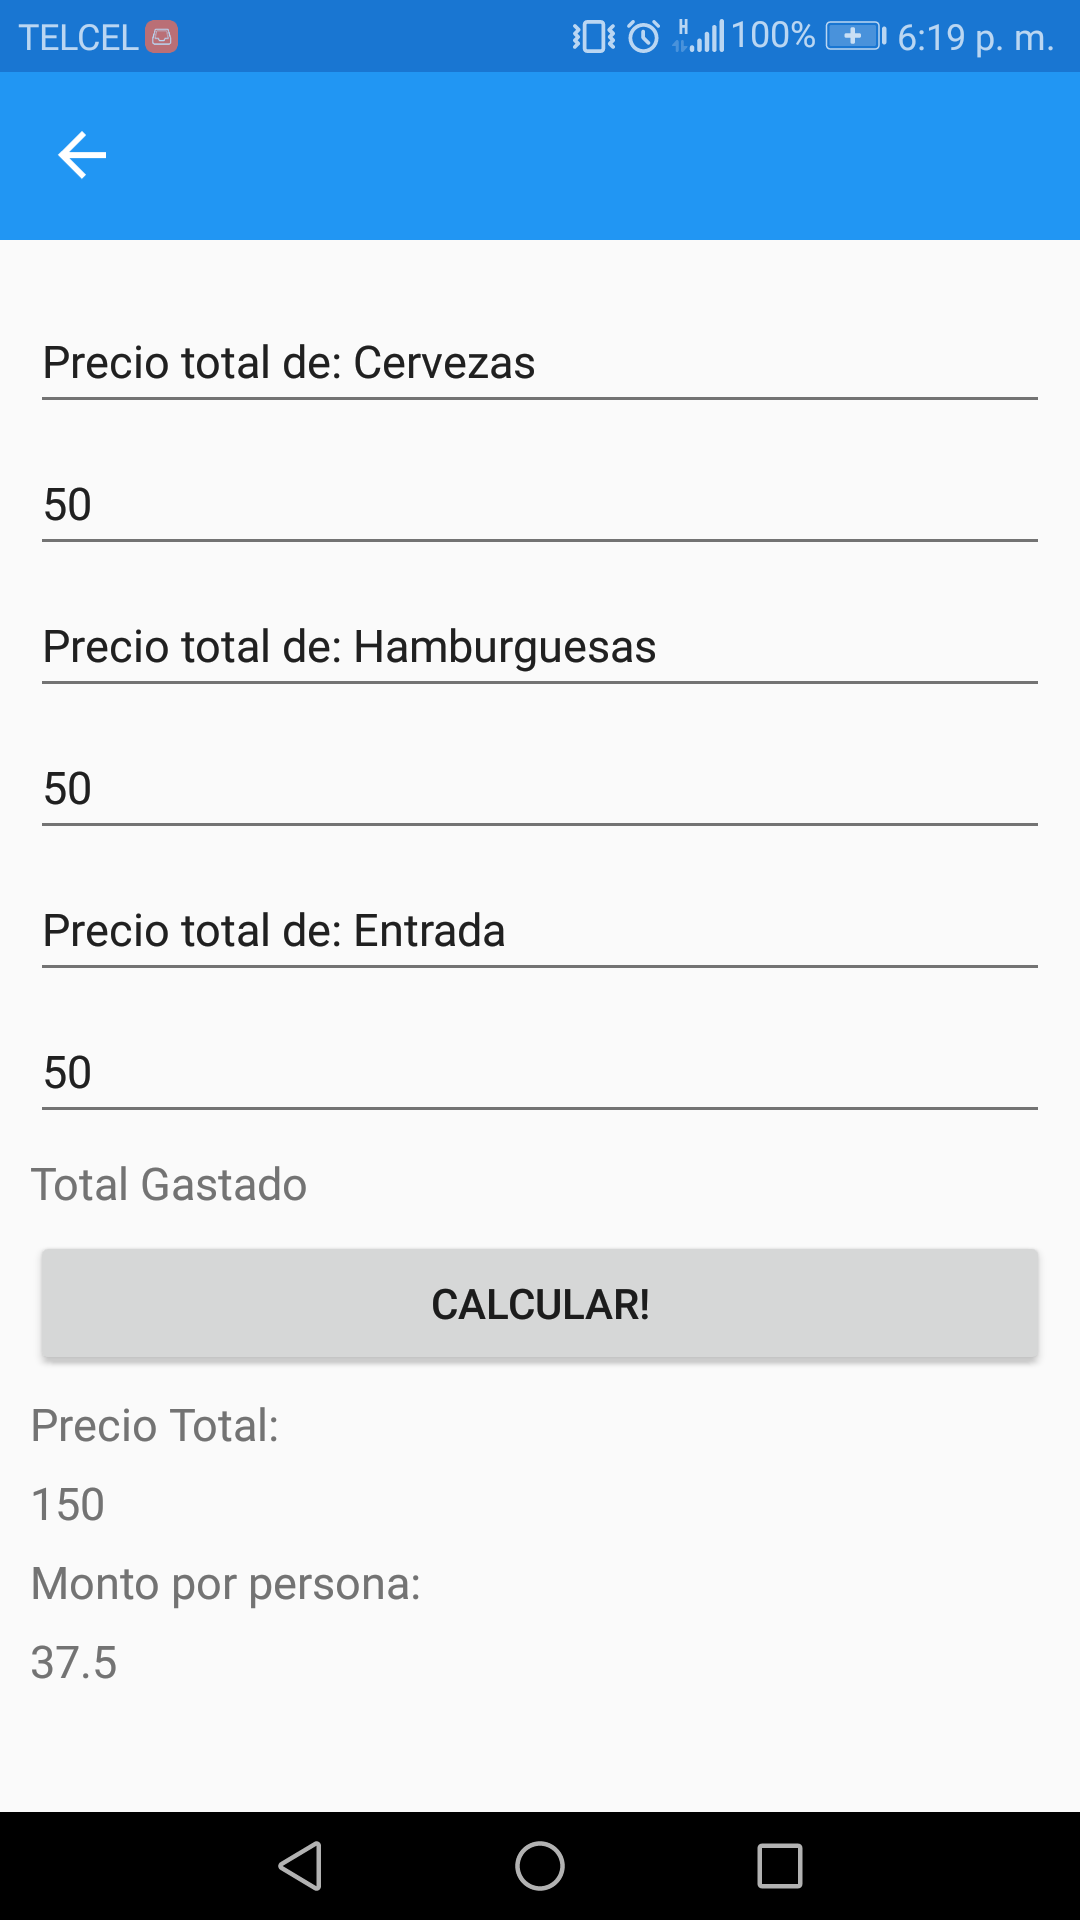 TELCEL H 100% 6:19 p. m.
Precio total de: Cervezas
50
Precio total de: Hamburguesas
50
Precio total de: Entrada
50
Total Gastado
CALCULAR!
Precio Total:
150
Monto por persona:
37.5